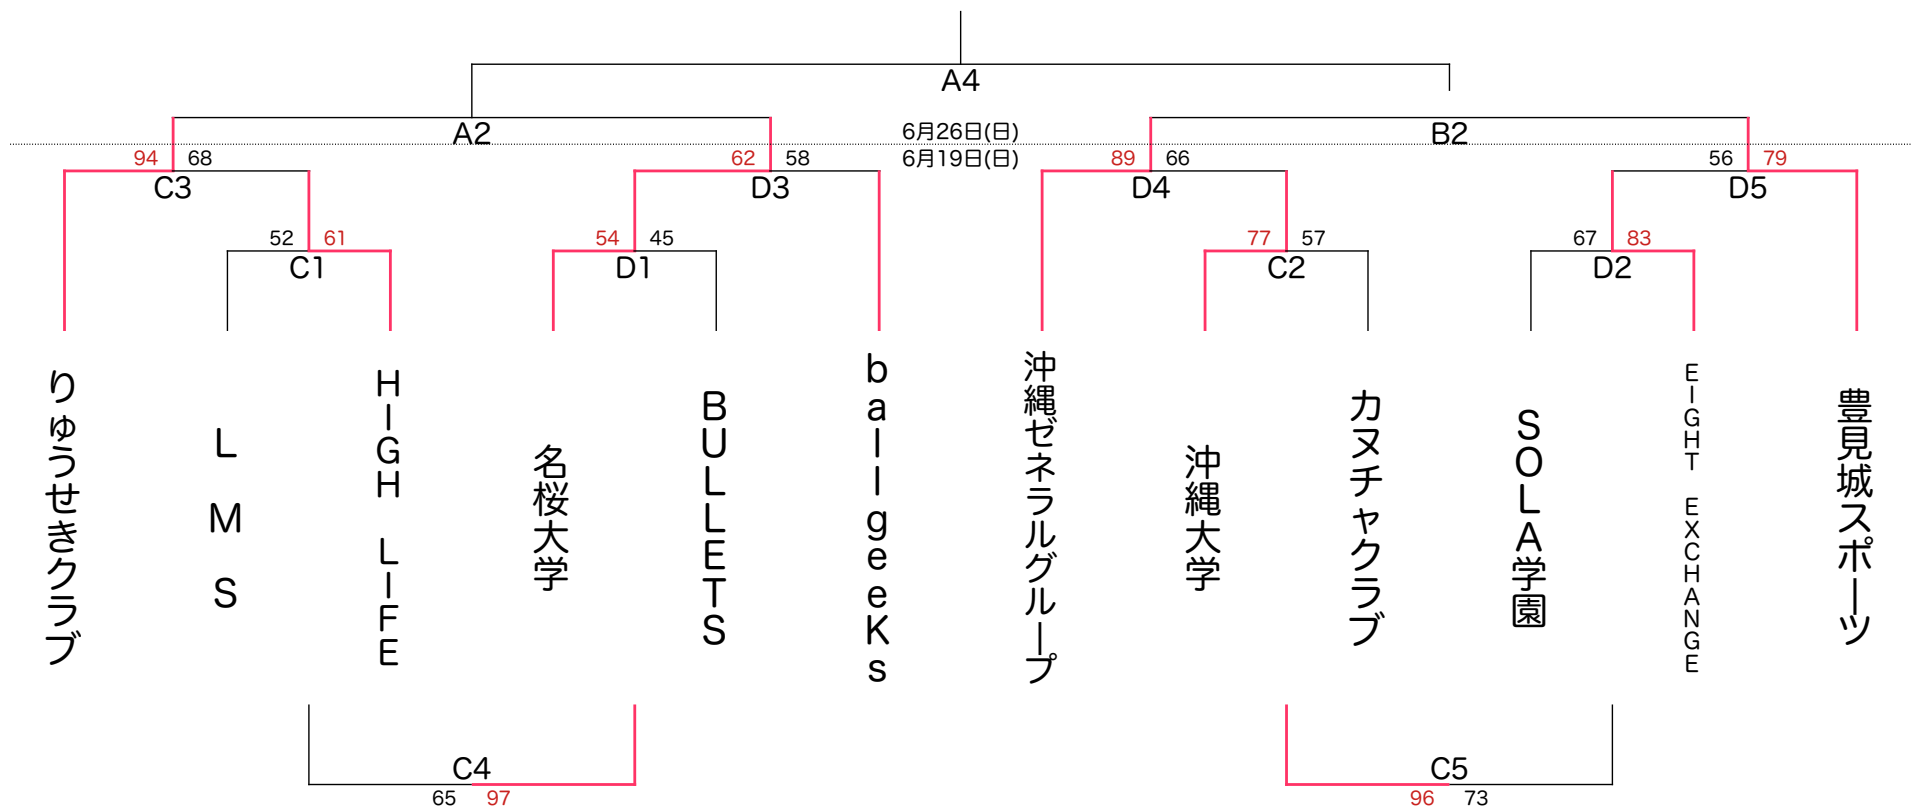 A4
A2
6月26日(日)
B2
94 68
62 58
6月19日(日)
89 66
56 79
C3
D3
D4
D5
52 61
54 45
77 57
67 83
C1
D1
C2
D2
りゅうせきクラブ
LMS
HIGH LIFE
名桜大学
BULLETS
ballgeeKs
沖縄ゼネラルグループ
沖縄大学
カヌチャクラブ
SOLA学園
EIGHT EXCHANGE
豊見城スポーツ
C4
C5
65 97
96 73